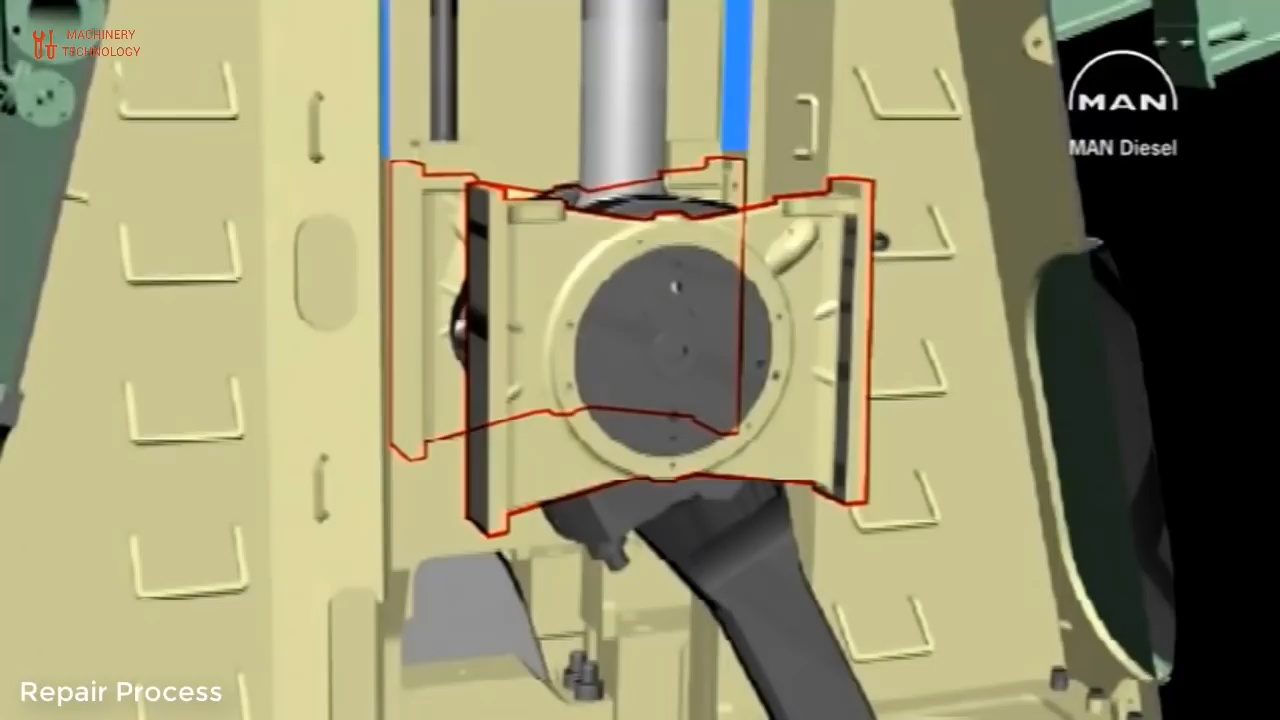 MACHINERY
TECHNOLOGY
MAN
MAN Diesel
Repair Process